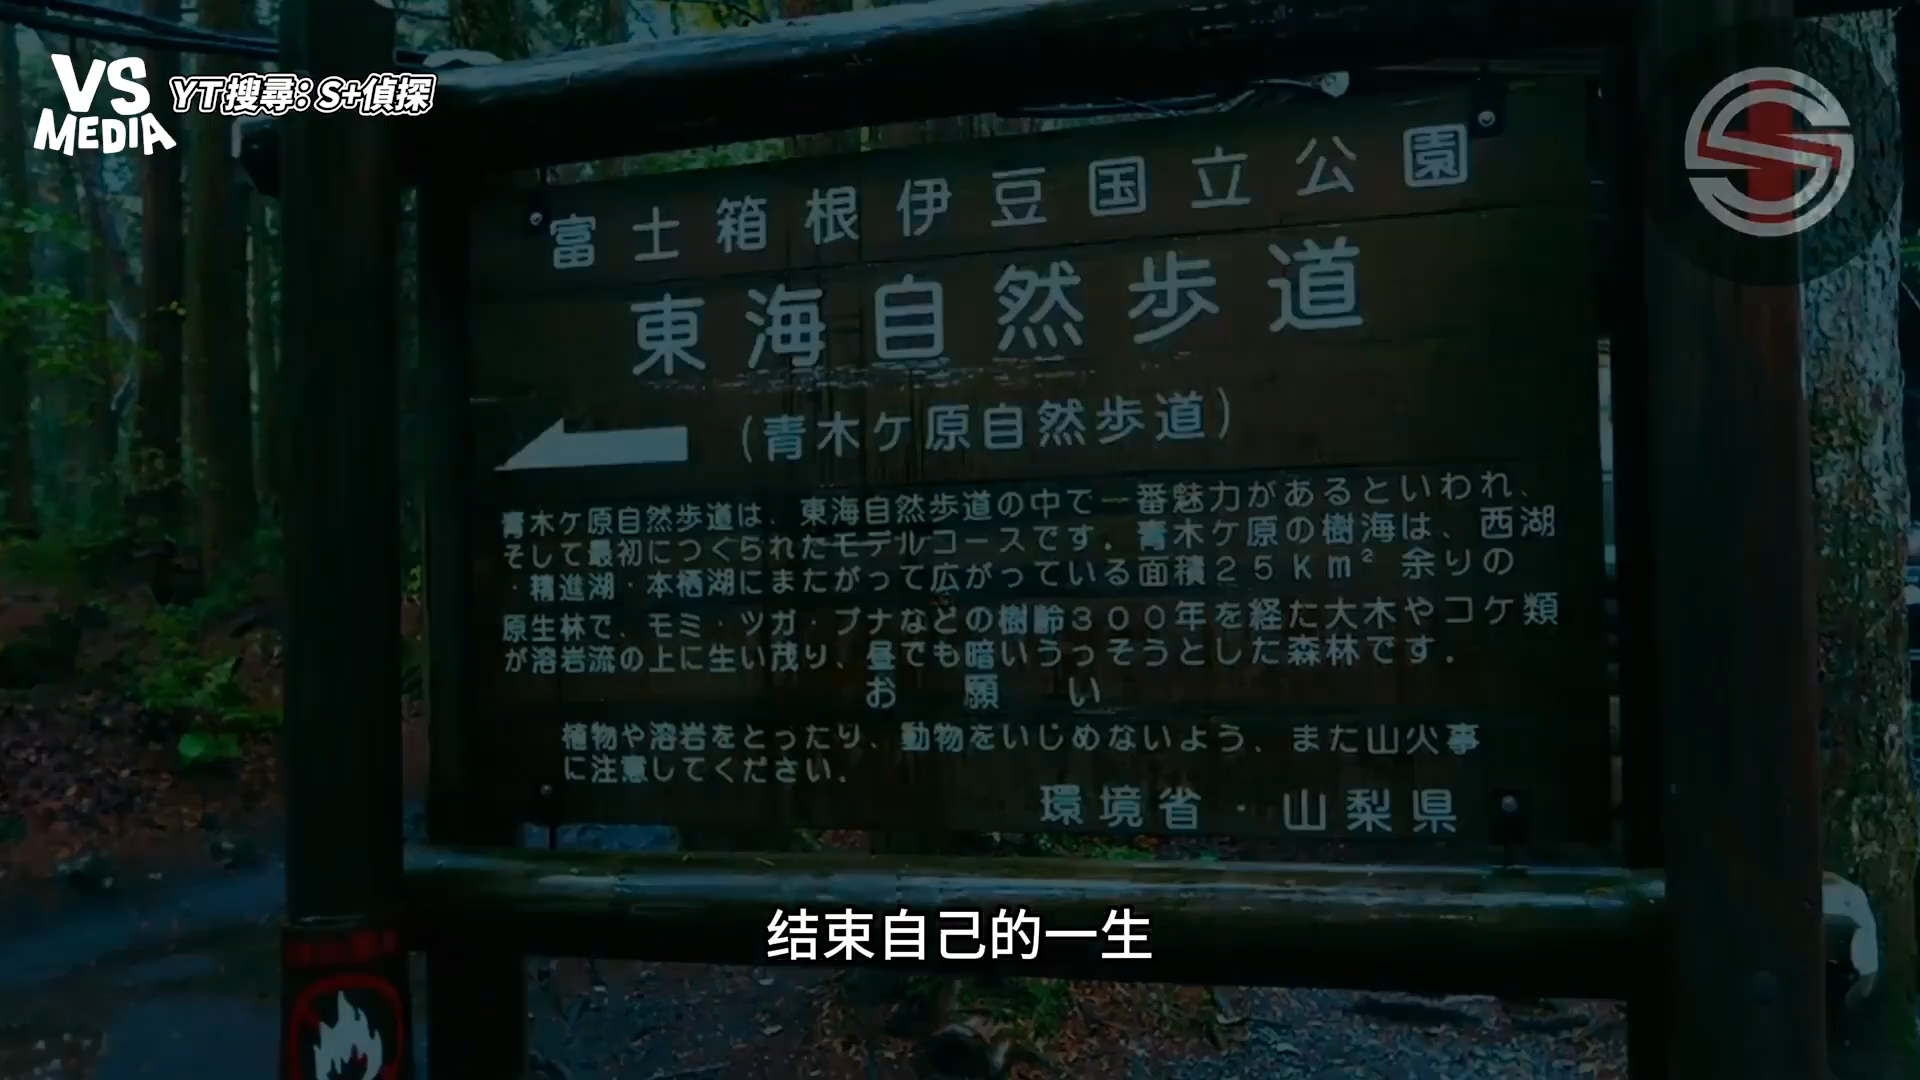 VS
MEDIA
YT搜尋: S+偵探
富士箱根伊豆国立公園
東海自然歩道
(青木ケ原自然歩道)
青木ケ原自然歩道は、東海自然歩道の中で一番魅力があるといわれ、
そして最初につくられたモデルコースです．青木ケ原の樹海は、西湖
・精進湖・本栖湖にまたがって広がっている面積25Km²余りの
原生林で、モミ・ツガ・ブナなどの樹齢300年を経た大木やコケ類
が溶岩流の上に生い茂り、昼でも暗いうっそうとした森林です．
お願い
植物や溶岩をとったり、動物をいじめないよう、また山火事
に注意してください．
環境省・山梨県
结束自己的一生